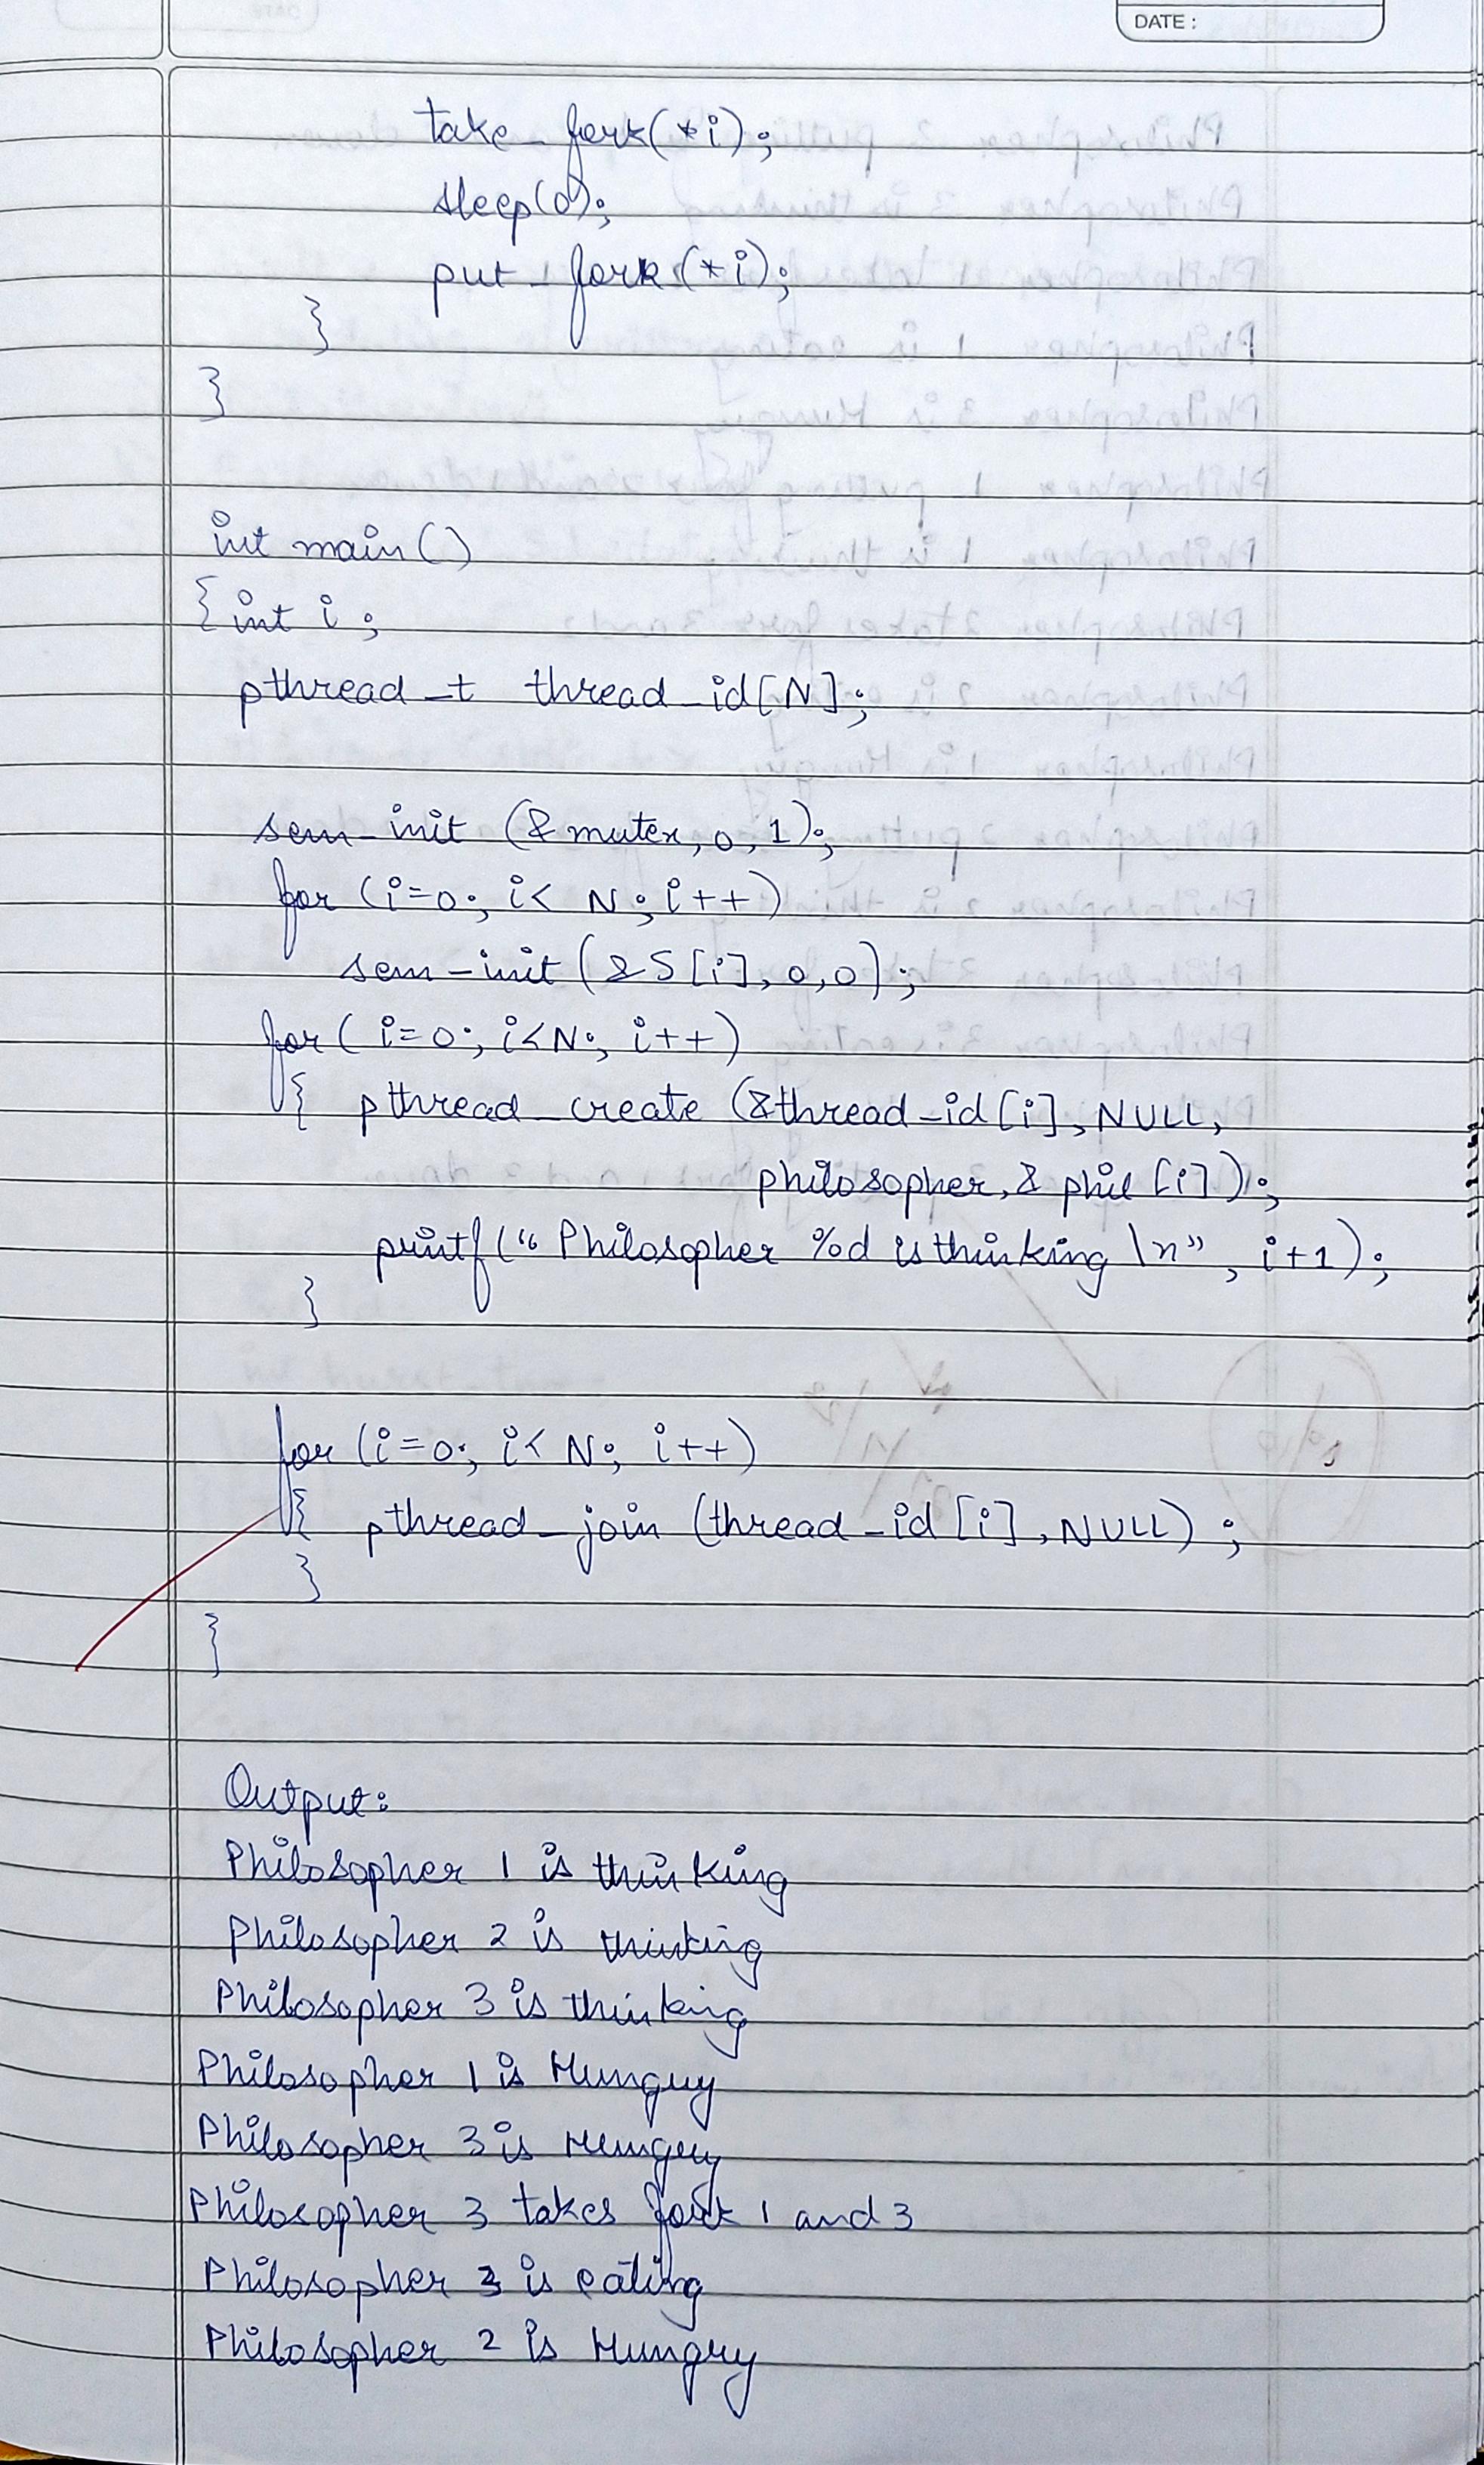 DATE :
take_fork(*i);
sleep(0);
put_fork(*i);
}
}
int main()
{int i;
pthread_t thread_id[N];
sem_init (&mutex, 0, 1);
for (i=0; i< N; i++)
sem_init (&S[i], 0, 0);
for ( i=0; i<N; i++)
{ pthread_create (&thread_id[i], NULL,
philosopher, & phil [i]);
printf (" Philosopher %d is thinking \n", i+1);
}
for (i=0; i< N; i++)
{ pthread_join (thread_id [i], NULL) ;
}
}
Output:
Philosopher 1 is thinking
Philosopher 2 is thinking
Philosopher 3 is thinking
Philosopher 1 is Hungry
Philosopher 3 is Hungry
Philosopher 3 takes fork 1 and 3
Philosopher 3 is eating
Philosopher 2 is Hungry